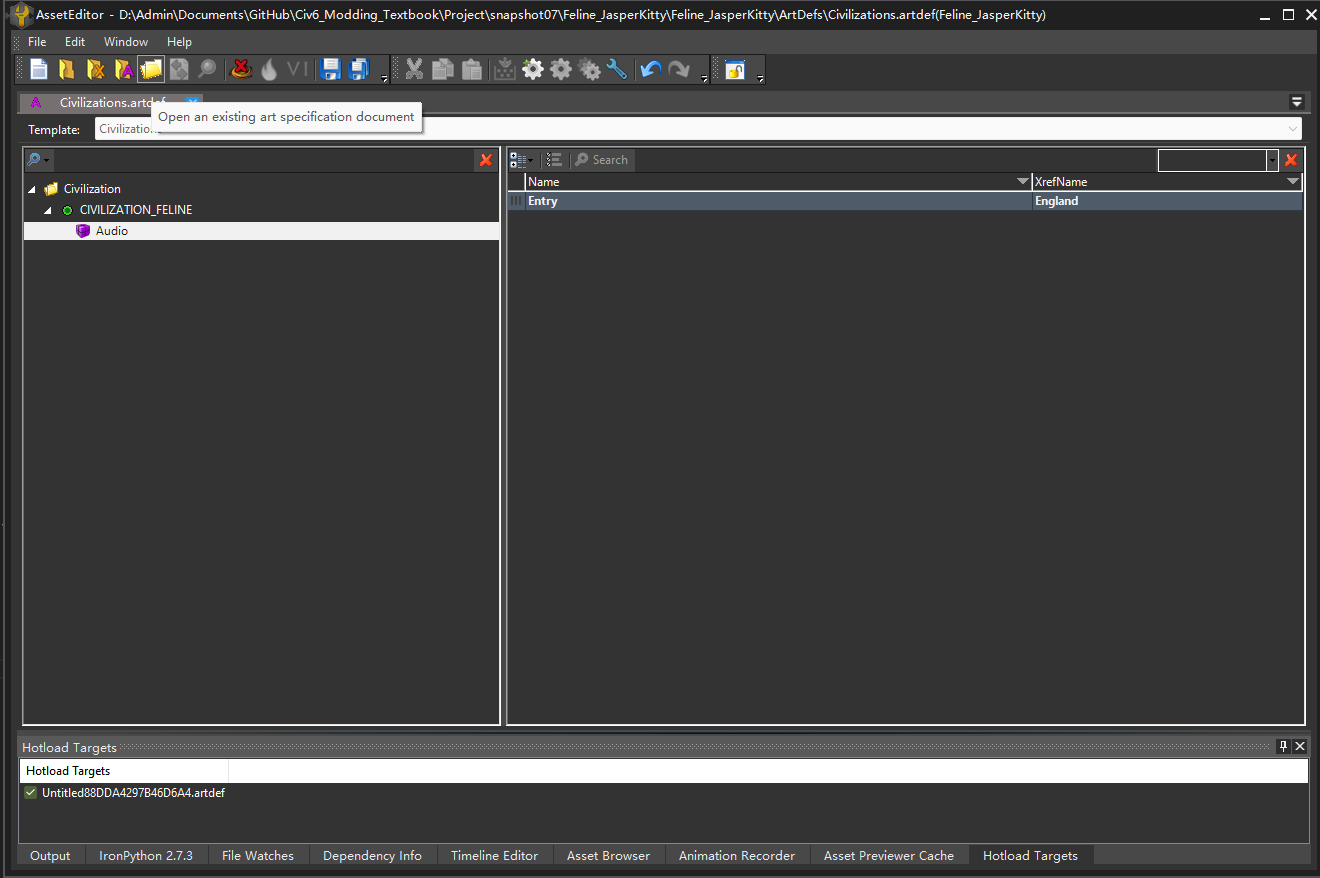 AssetEditor - D:\Admin\Documents\GitHub\Civ6_Modding_Textbook\Project\snapshot07\Feline_JasperKitty\Feline_JasperKitty\ArtDefs\Civilizations.artdef(Feline_JasperKitty)
File Edit Window Help
Civilizations.artdef
Open an existing art specification document
Template: Civilizations
Search
Name XrefName
Civilization
Entry England
CIVILIZATION_FELINE
Audio
Hotload Targets
Hotload Targets
Untitled88DDA4297B46D6A4.artdef
Output IronPython 2.7.3 File Watches Dependency Info Timeline Editor Asset Browser Animation Recorder Asset Previewer Cache Hotload Targets